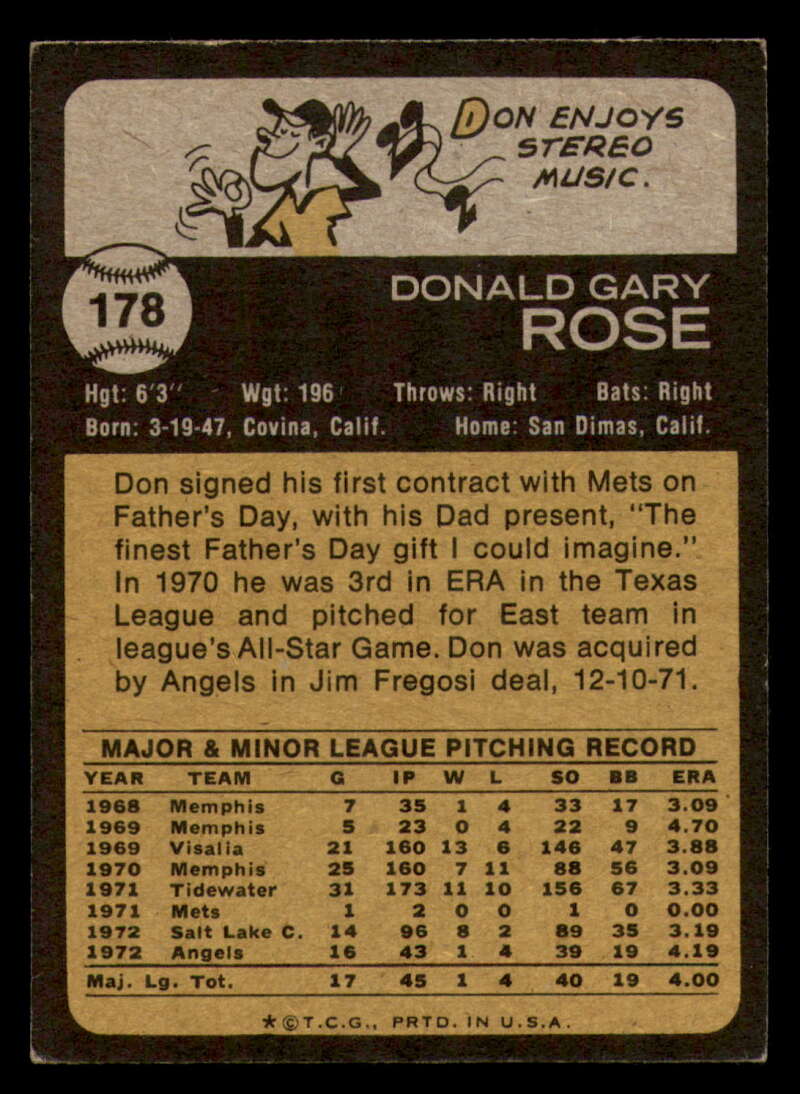 DON ENJOYS
STEREO
MUSIC.
178
DONALD GARY
ROSE
Hgt: 6'3" Wgt: 196 Throws: Right Bats: Right
Born: 3-19-47, Covina, Calif. Home: San Dimas, Calif.
Don signed his first contract with Mets on
Father's Day, with his Dad present, "The
finest Father's Day gift I could imagine."
In 1970 he was 3rd in ERA in the Texas
League and pitched for East team in
league's All-Star Game. Don was acquired
by Angels in Jim Fregosi deal, 12-10-71.
MAJOR & MINOR LEAGUE PITCHING RECORD
YEAR TEAM G IP W L SO BB ERA
1968 Memphis 7 35 1 4 33 17 3.09
1969 Memphis 5 23 0 4 22 9 4.70
1969 Visalia 21 160 13 6 146 47 3.88
1970 Memphis 25 160 7 11 88 56 3.09
1971 Tidewater 31 173 11 10 156 67 3.33
1971 Mets 1 2 0 0 1 0 0.00
1972 Salt Lake C. 14 96 8 2 89 35 3.19
1972 Angels 16 43 1 4 39 19 4.19
Maj. Lg. Tot. 17 45 1 4 40 19 4.00
*©T.C.G., PRTD. IN U.S.A.